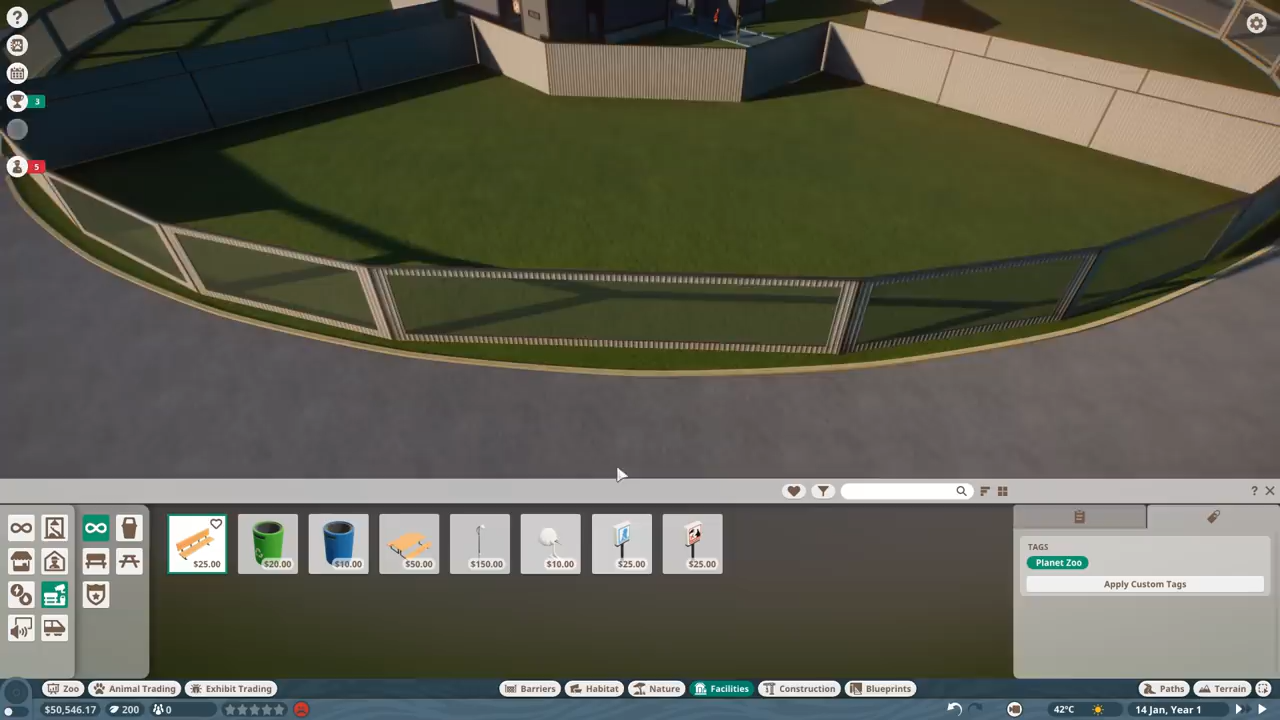 ?
3
5
?
$25.00
$20.00
$10.00
$50.00
$150.00
$10.00
$25.00
$25.00
TAGS
Planet Zoo
Apply Custom Tags
Zoo
Animal Trading
Exhibit Trading
Barriers
Habitat
Nature
Facilities
Construction
Blueprints
Paths
Terrain
$50,546.17
200
0
42°C
14 Jan, Year 1